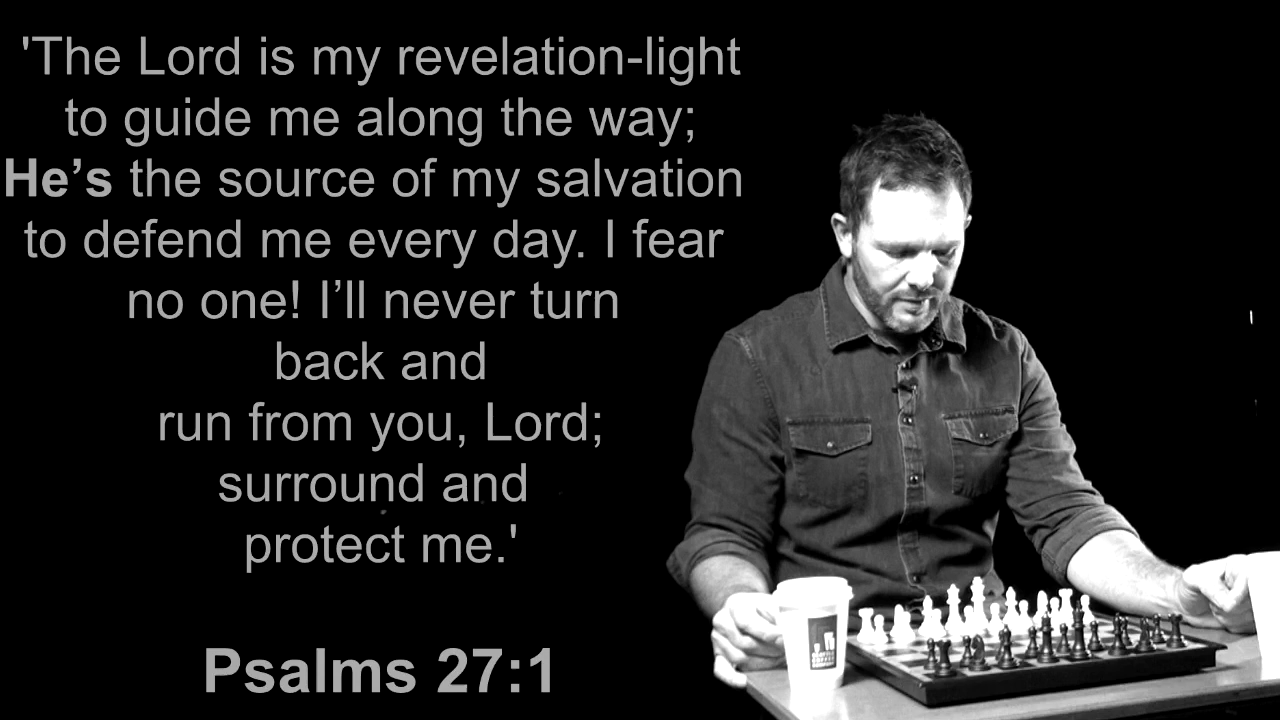 'The Lord is my revelation-light
to guide me along the way;
He’s the source of my salvation
to defend me every day. I fear
no one! I’ll never turn
back and
run from you, Lord;
surround and
protect me.'
Psalms 27:1